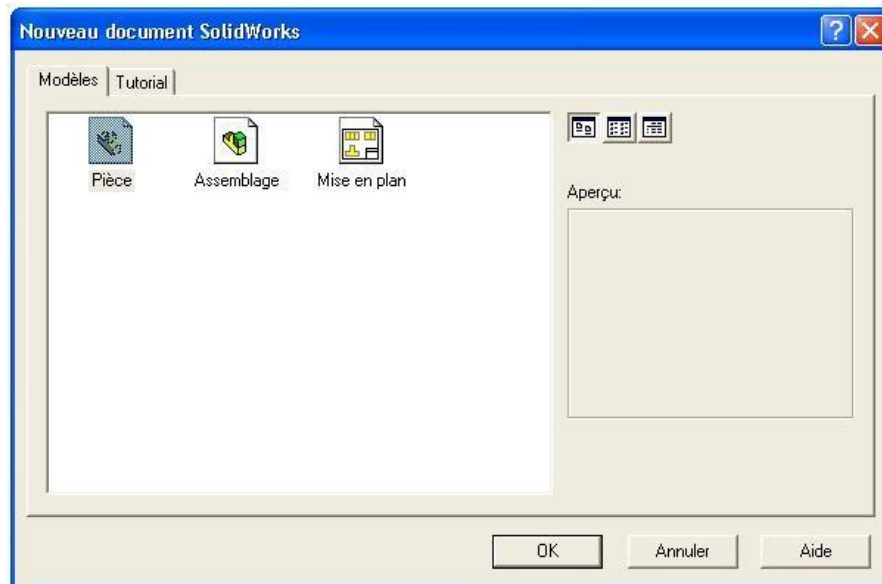 Nouveau document SolidWorks
Modèles
Tutorial
Pièce
Assemblage
Mise en plan
Aperçu:
OK
Annuler
Aide